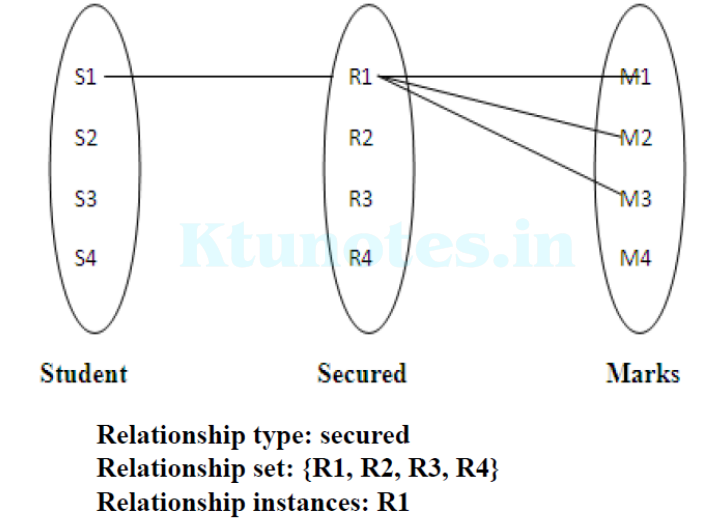 S1 R1 M1
S2 R2 M2
S3 R3 M3
S4 R4 M4
Ktunotes.in
Student Secured Marks
Relationship type: secured
Relationship set: {R1, R2, R3, R4}
Relationship instances: R1